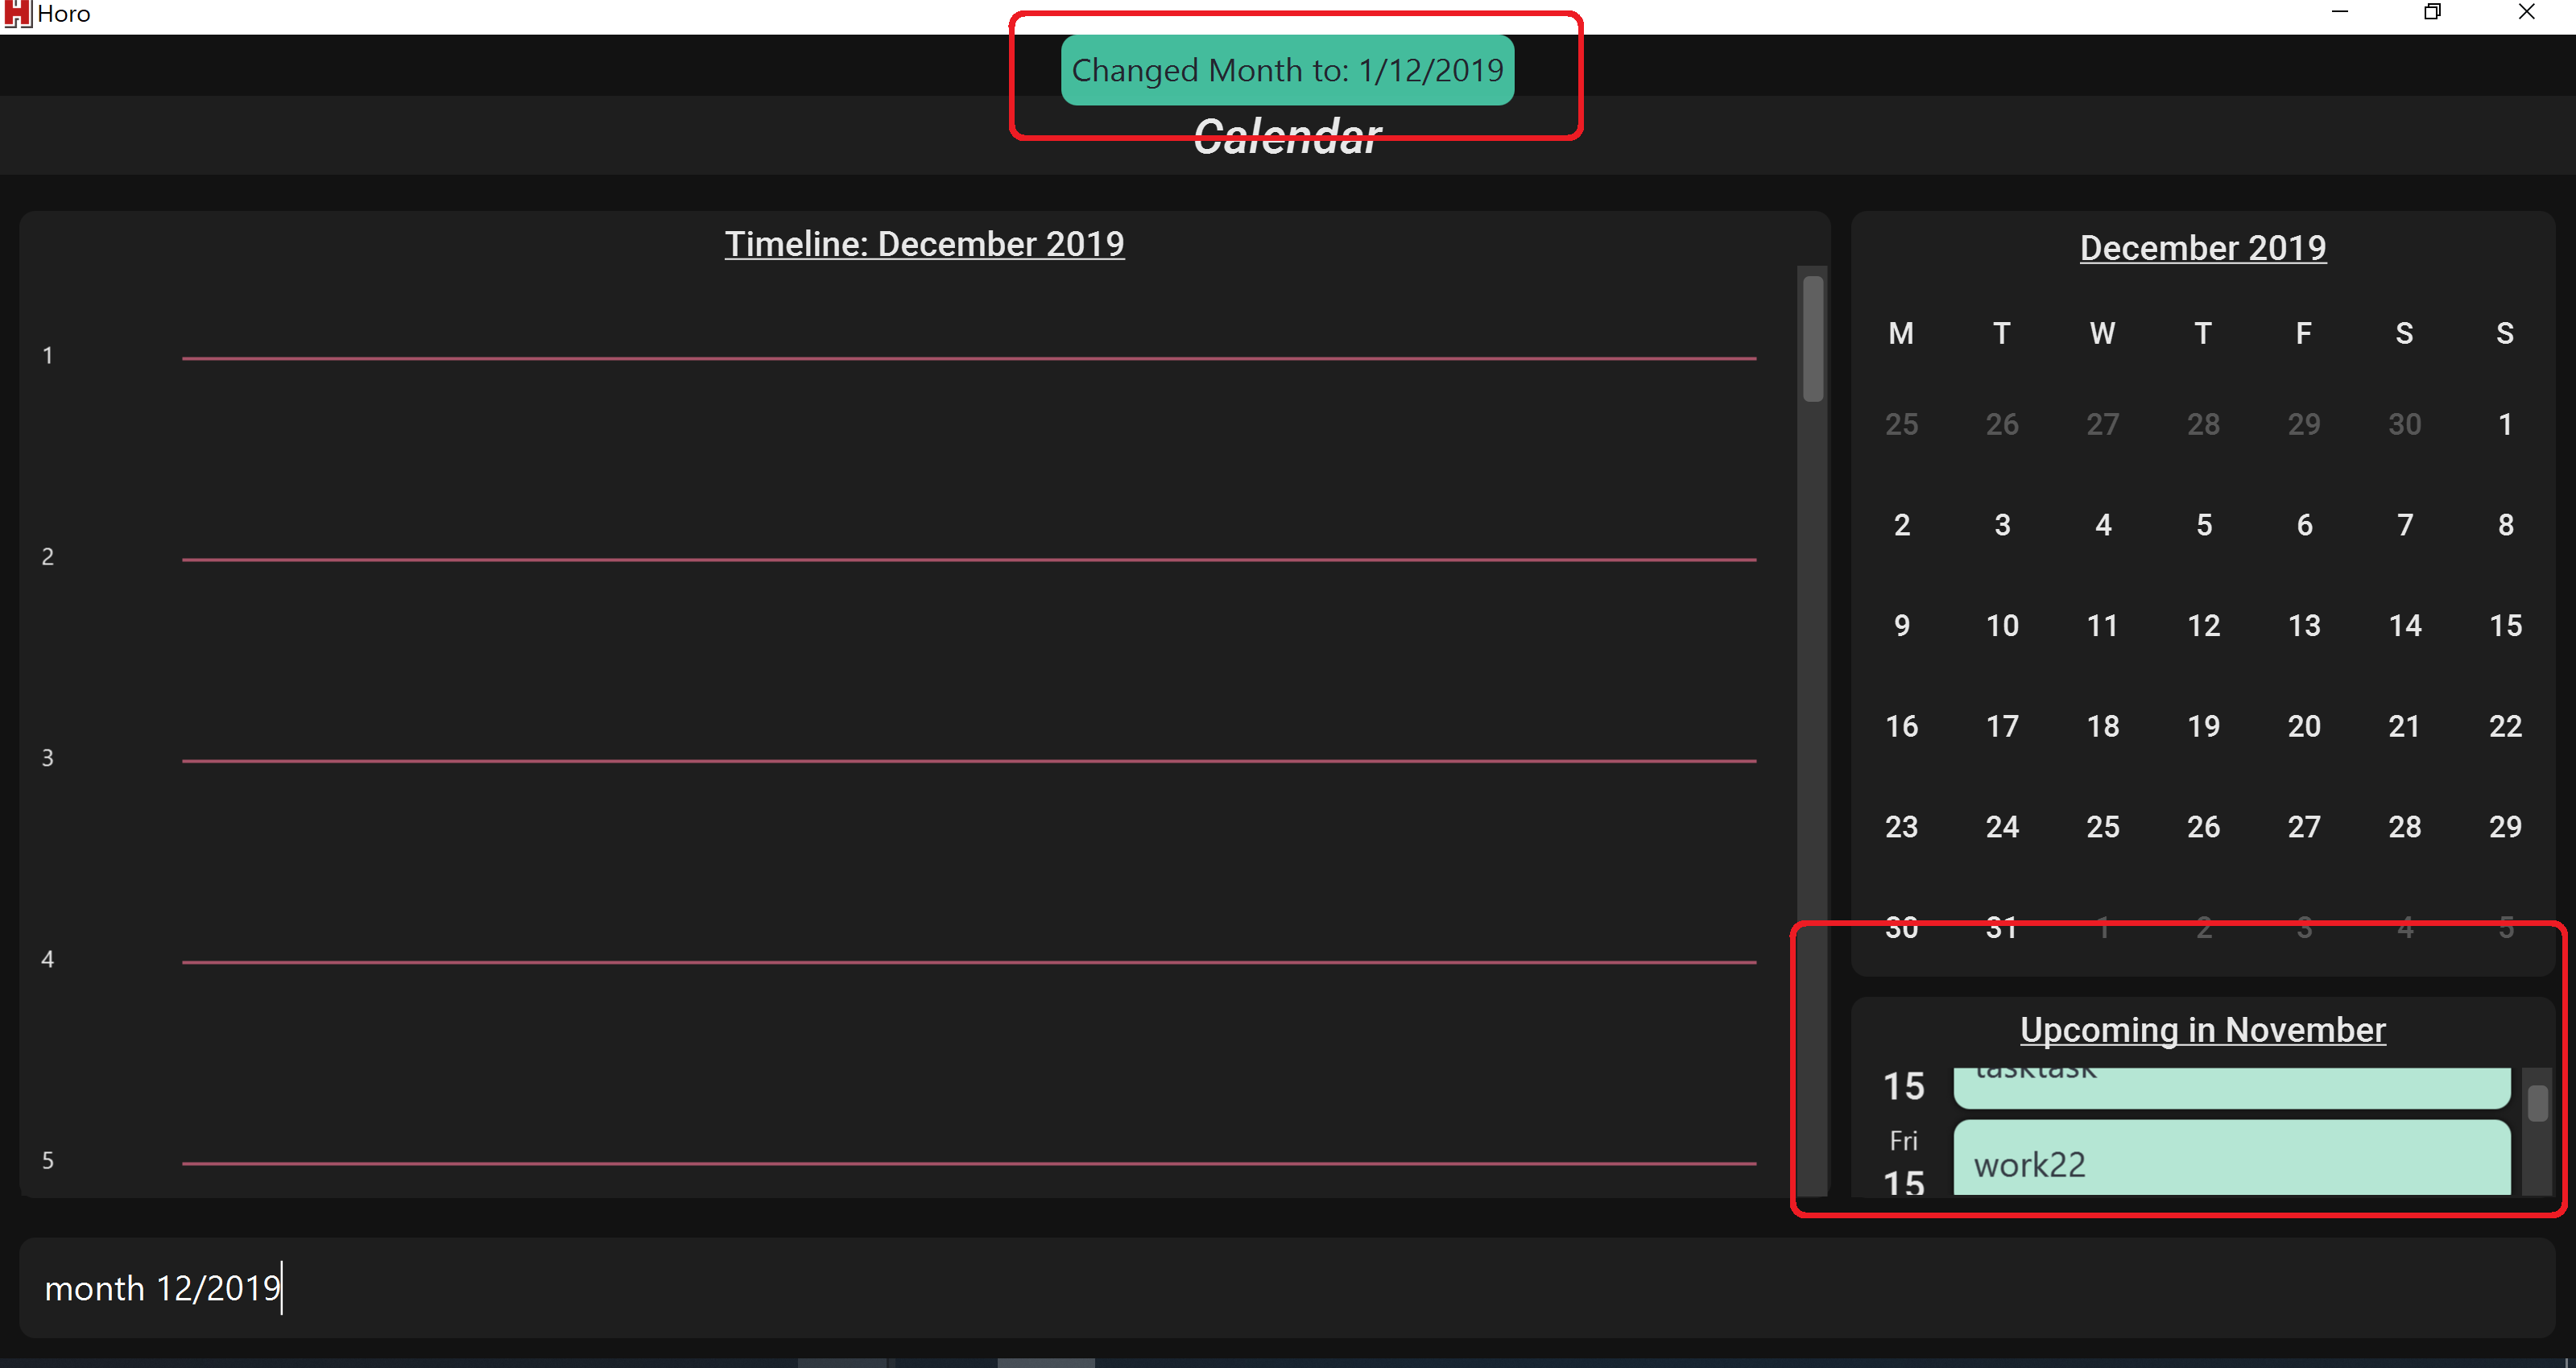 Horo
Changed Month to: 1/12/2019
Calendar
Timeline: December 2019
1
2
3
4
5
December 2019
M T W T F S S
25 26 27 28 29 30 1
2 3 4 5 6 7 8
9 10 11 12 13 14 15
16 17 18 19 20 21 22
23 24 25 26 27 28 29
30 31 1 2 3 4 5
Upcoming in November
15 tasktask
Fri
15 work22
month 12/2019